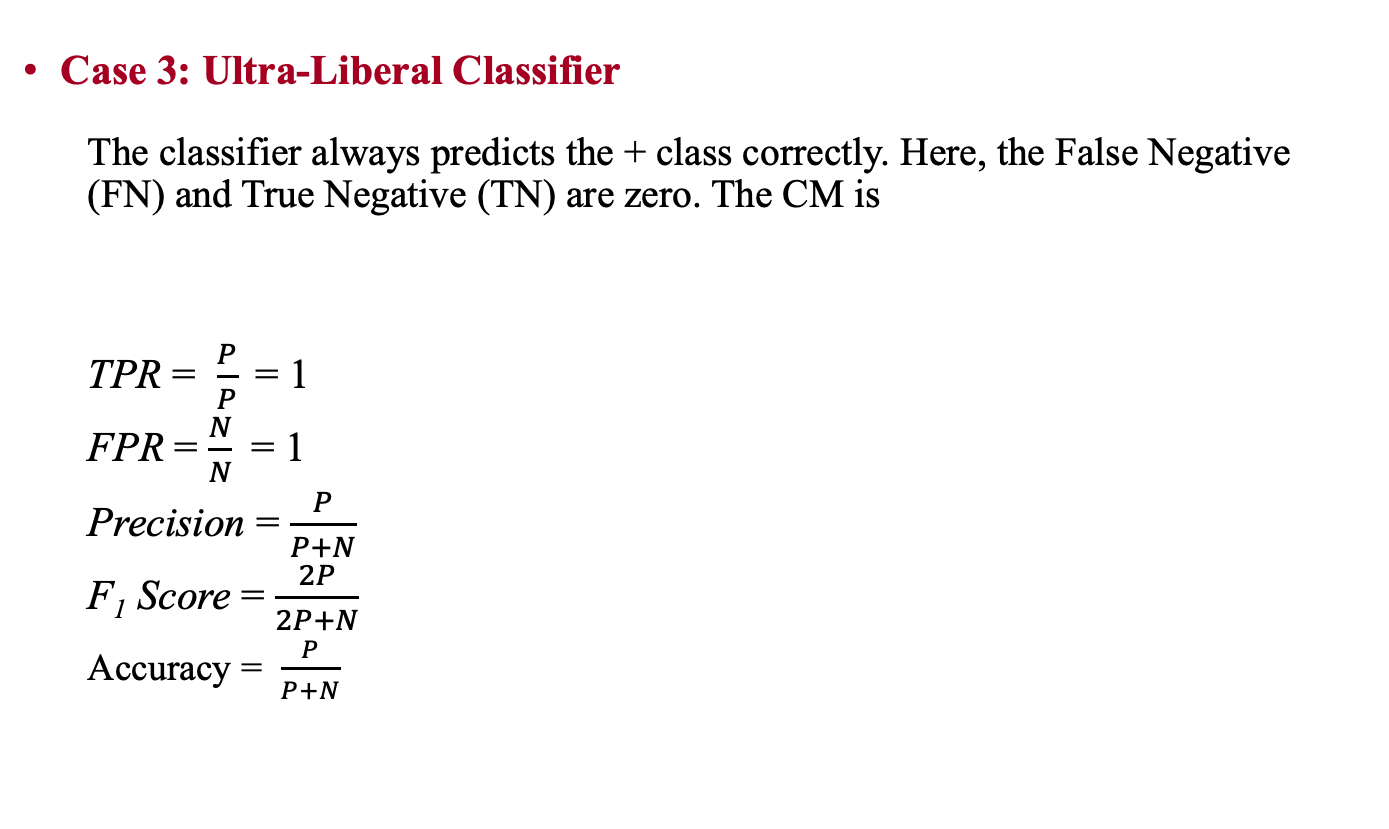 • Case 3: Ultra-Liberal Classifier
The classifier always predicts the + class correctly. Here, the False Negative
(FN) and True Negative (TN) are zero. The CM is
TPR = P/P = 1
FPR = N/N = 1
Precision = P/P+N
F₁ Score = 2P/2P+N
Accuracy = P/P+N